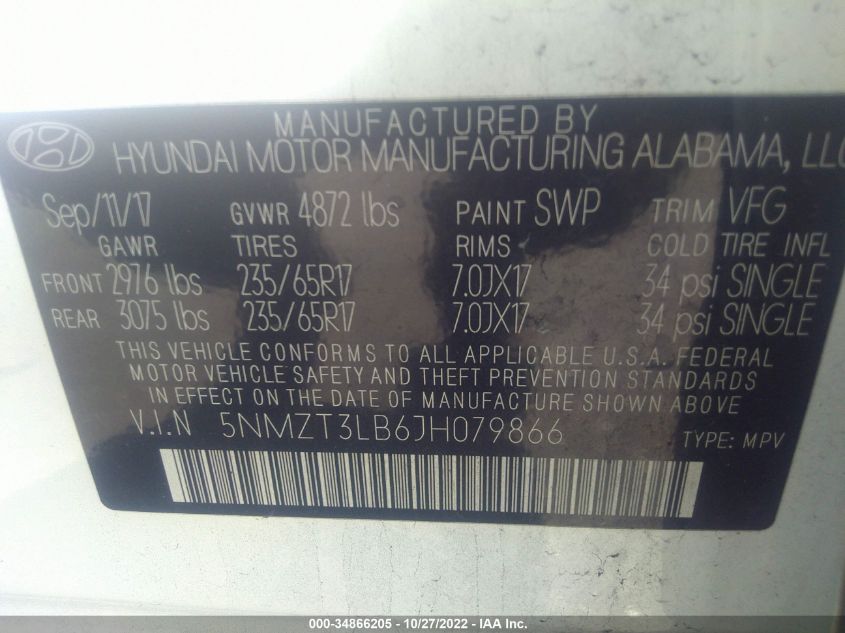 MANUFACTURED BY
HYUNDAI MOTOR MANUFACTURING ALABAMA, LLC
Sep/11/17 GVWR 4872 lbs PAINT SWP TRIM VFG
GAWR TIRES RIMS COLD TIRE INFL
FRONT 2976 lbs 235/65R17 7.0JX17 34 psi SINGLE
REAR 3075 lbs 235/65R17 7.0JX17 34 psi SINGLE
THIS VEHICLE CONFORMS TO ALL APPLICABLE U.S.A. FEDERAL
MOTOR VEHICLE SAFETY AND THEFT PREVENTION STANDARDS
IN EFFECT ON THE DATE OF MANUFACTURE SHOWN ABOVE
V.I.N 5NMZT3LB6JH079866 TYPE: MPV
000-34866205 - 10/27/2022 - IAA Inc.